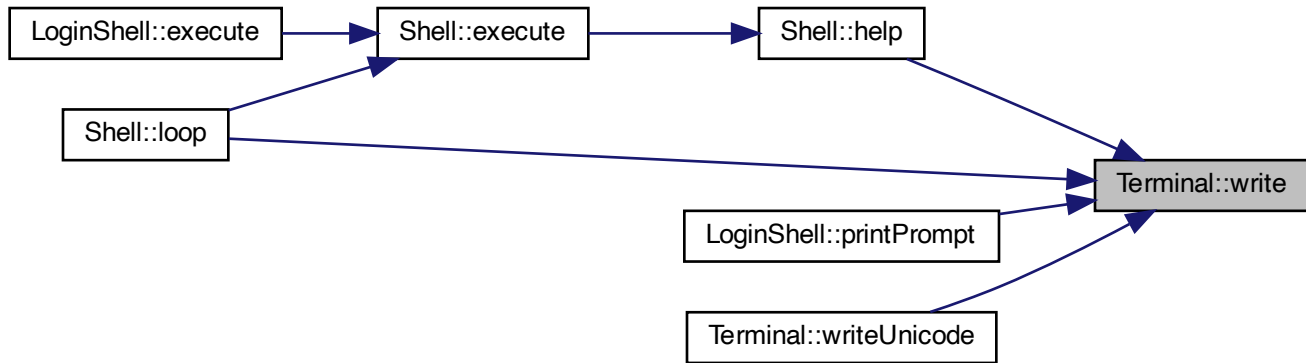 LoginShell::execute
Shell::execute
Shell::help
Shell::loop
Terminal::write
LoginShell::printPrompt
Terminal::writeUnicode